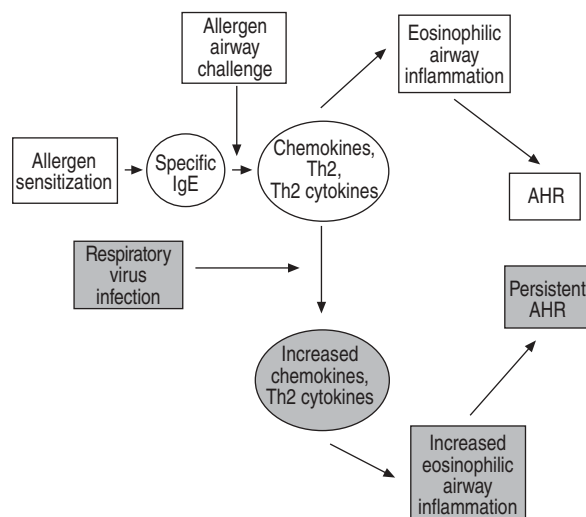 Allergen
airway
challenge
Eosinophilic
airway
inflammation
Allergen
sensitization
Specific
IgE
Chemokines,
Th2,
Th2 cytokines
AHR
Respiratory
virus
infection
Persistent
AHR
Increased
chemokines,
Th2 cytokines
Increased
eosinophilic
airway
inflammation